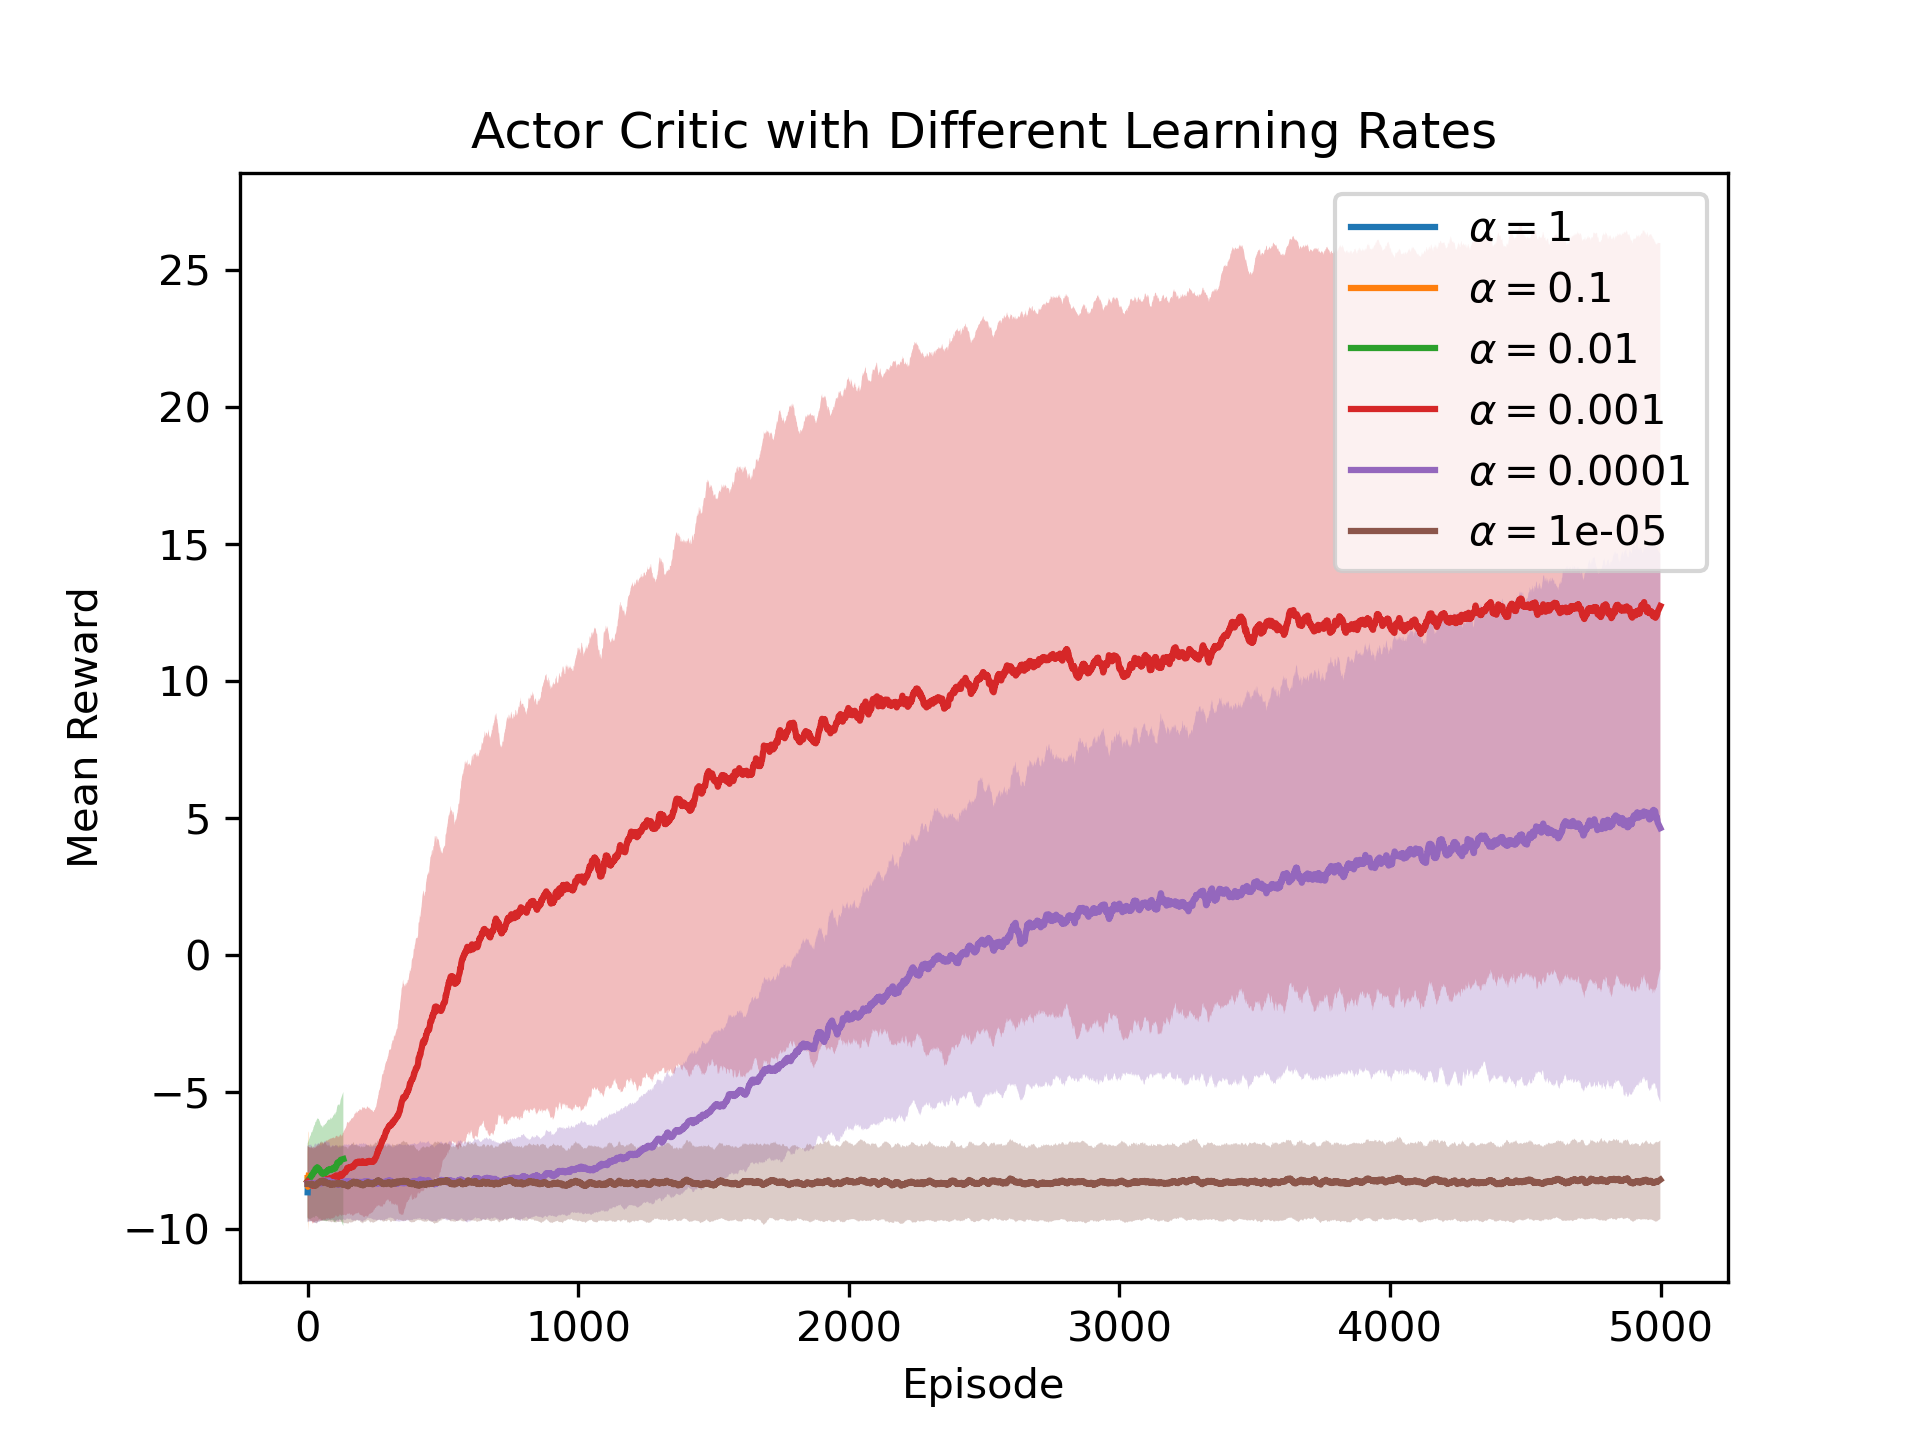 Actor Critic with Different Learning Rates
α = 1
α = 0.1
α = 0.01
α = 0.001
α = 0.0001
α = 1e-05
Mean Reward
25
20
15
10
5
0
−5
−10
0 1000 2000 3000 4000 5000
Episode